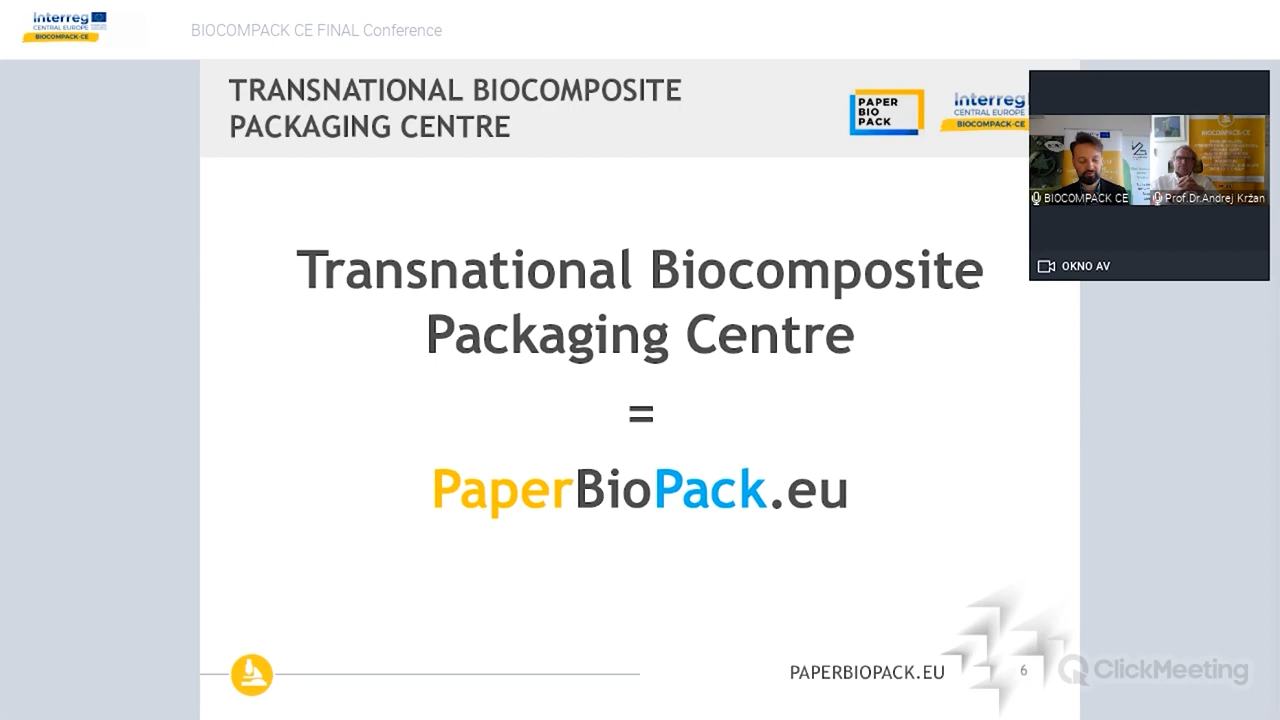 Interreg
CENTRAL EUROPE
BIOCOMPACK-CE
BIOCOMPACK CE FINAL Conference
TRANSNATIONAL BIOCOMPOSITE
PACKAGING CENTRE
PAPER
BIO
PACK
Interreg
CENTRAL EUROPE
BIOCOMPACK-CE
BIOCOMPACK-CE
BIOCOMPACK CE
Prof.Dr.Andrej Kržan
OKNO AV
Transnational Biocomposite
Packaging Centre
=
PaperBioPack.eu
PAPERBIOPACK.EU
6
ClickMeeting